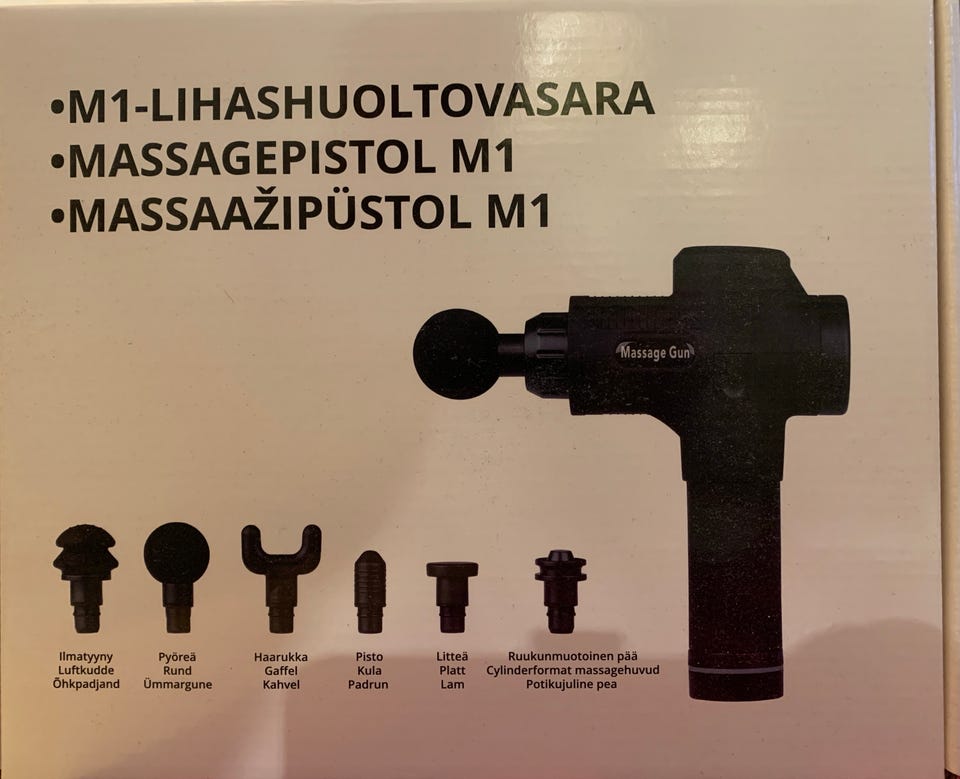 •M1-LIHASHUOLTOVASARA
•MASSAGEPISTOL M1
•MASSAAŽIPÜSTOL M1
Massage Gun
Ilmatyyny
Luftkudde
Õhkpadjand
Pyöreä
Rund
Ümmargune
Haarukka
Gaffel
Kahvel
Pisto
Kula
Padrun
Litteä
Platt
Lam
Ruukunmuotoinen pää
Cylinderformat massagehuvud
Potikujuline pea